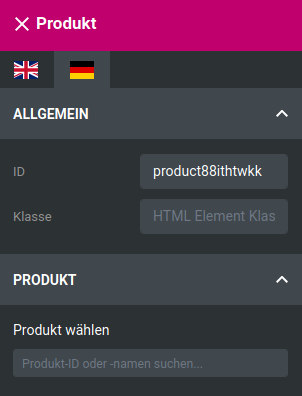 Produkt
ALLGEMEIN
ID
product88ithtwkk
Klasse
HTML Element Klas
PRODUKT
Produkt wählen
Produkt-ID oder -namen suchen...